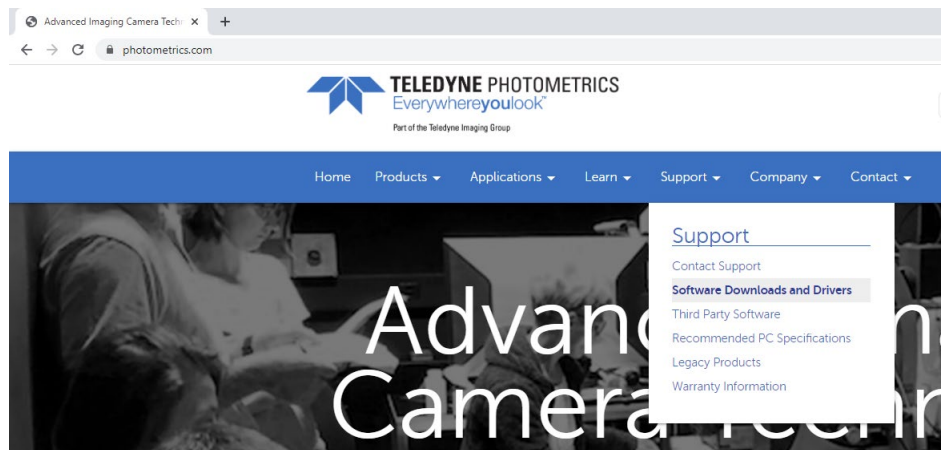 Advanced Imaging Camera Tech
photometrics.com
TELEDYNE PHOTOMETRICS
Everywhereyoulook™
Part of the Teledyne Imaging Group
Home Products Applications Learn Support Company Contact
Support
Contact Support
Software Downloads and Drivers
Third Party Software
Recommended PC Specifications
Legacy Products
Warranty Information
Advan
Camera Techn